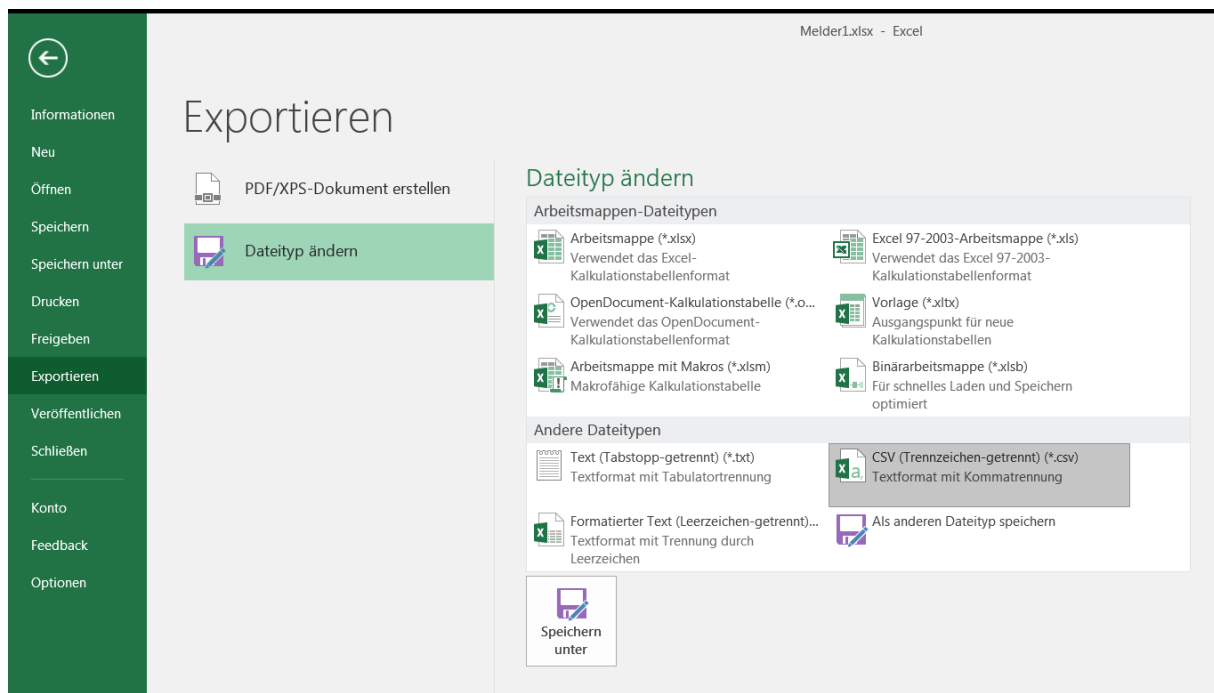 Melder1.xlsx - Excel
Informationen
Neu
Öffnen
Speichern
Speichern unter
Drucken
Freigeben
Exportieren
Veröffentlichen
Schließen
Konto
Feedback
Optionen
Exportieren
PDF/XPS-Dokument erstellen
Dateityp ändern
Dateityp ändern
Arbeitsmappen-Dateitypen
Arbeitsmappe (*.xlsx)
Verwendet das Excel-
Kalkulationstabellenformat
Excel 97-2003-Arbeitsmappe (*.xls)
Verwendet das Excel 97-2003-
Kalkulationstabellenformat
OpenDocument-Kalkulationstabelle (*.o...
Verwendet das OpenDocument-
Kalkulationstabellenformat
Vorlage (*.xltx)
Ausgangspunkt für neue
Kalkulationstabellen
Arbeitsmappe mit Makros (*.xlsm)
Makrofähige Kalkulationstabelle
Binärarbeitsmappe (*.xlsb)
Für schnelles Laden und Speichern
optimiert
Andere Dateitypen
Text (Tabstopp-getrennt) (*.txt)
Textformat mit Tabulatortrennung
CSV (Trennzeichen-getrennt) (*.csv)
Textformat mit Kommatrennung
Formatierter Text (Leerzeichen-getrennt)...
Textformat mit Trennung durch
Leerzeichen
Als anderen Dateityp speichern
Speichern
unter